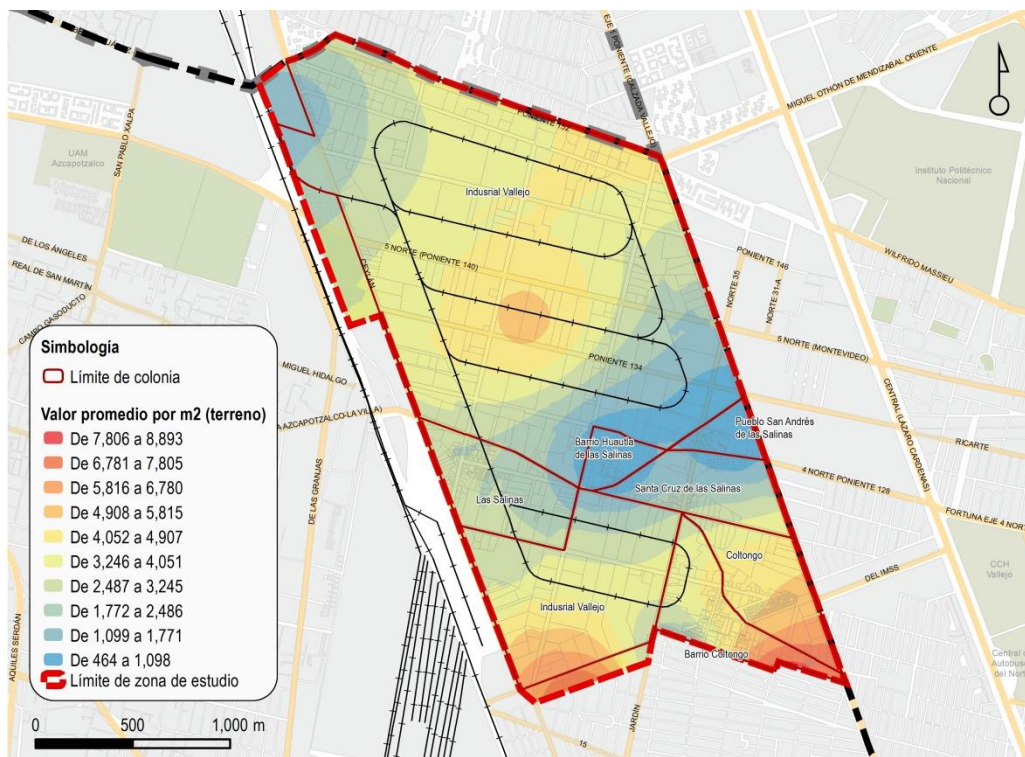 EJE 1 PONIENTE (CALZADA VALLEJO)
MIGUEL OTHÓN DE MENDIZABAL ORIENTE
SAN PABLO XALPA
PONIENTE 152
UAM
Azcapotzalco
Instituto Politécnico
Nacional
Indusrial Vallejo
DE LOS ÁNGELES
REAL DE SAN MARTÍN
5 NORTE (PONIENTE 140)
CEYLÁN
PONIENTE 146
NORTE 35
NORTE 31-A
WILFRIDO MASSIEU
CAMPO GASODUCTO
5 NORTE (MONTEVIDEO)
MIGUEL HIDALGO
PONIENTE 134
AZCAPOTZALCO-LA VILLA)
CENTRAL (LÁZARO CÁRDENAS)
Pueblo San Andrés
de las Salinas
RICARTE
Barrio Huautla
de las Salinas
4 NORTE PONIENTE 128
Santa Cruz de las Salinas
Las Salinas
FORTUNA EJE 4 NORT
DE LAS GRANJAS
Coltongo
CCH
Vallejo
DEL IMSS
Indusrial Vallejo
Barrio Coltongo
Central d
Autobus
del Nort
AQUILES SERDÁN
JARDÍN
15
Simbología
Límite de colonia
Valor promedio por m2 (terreno)
De 7,806 a 8,893
De 6,781 a 7,805
De 5,816 a 6,780
De 4,908 a 5,815
De 4,052 a 4,907
De 3,246 a 4,051
De 2,487 a 3,245
De 1,772 a 2,486
De 1,099 a 1,771
De 464 a 1,098
Límite de zona de estudio
0 500 1,000 m